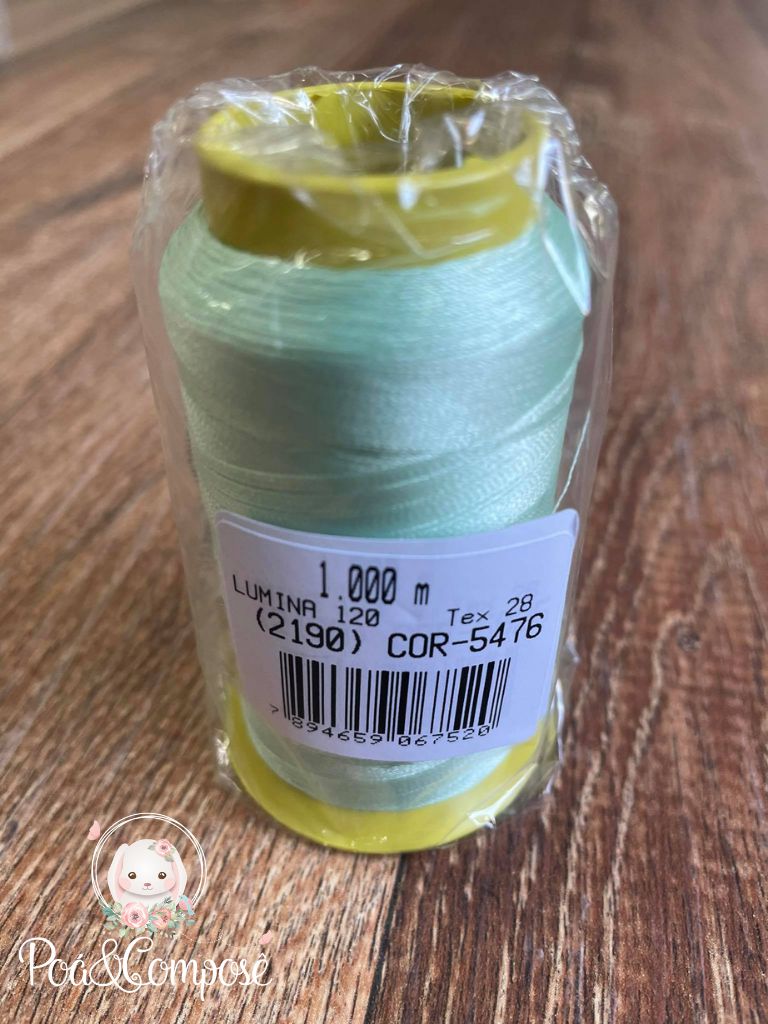 1.000 m
LUMINA 120 Tex 28
(2190) COR-5476
7 894659 067520
Poá&Composê